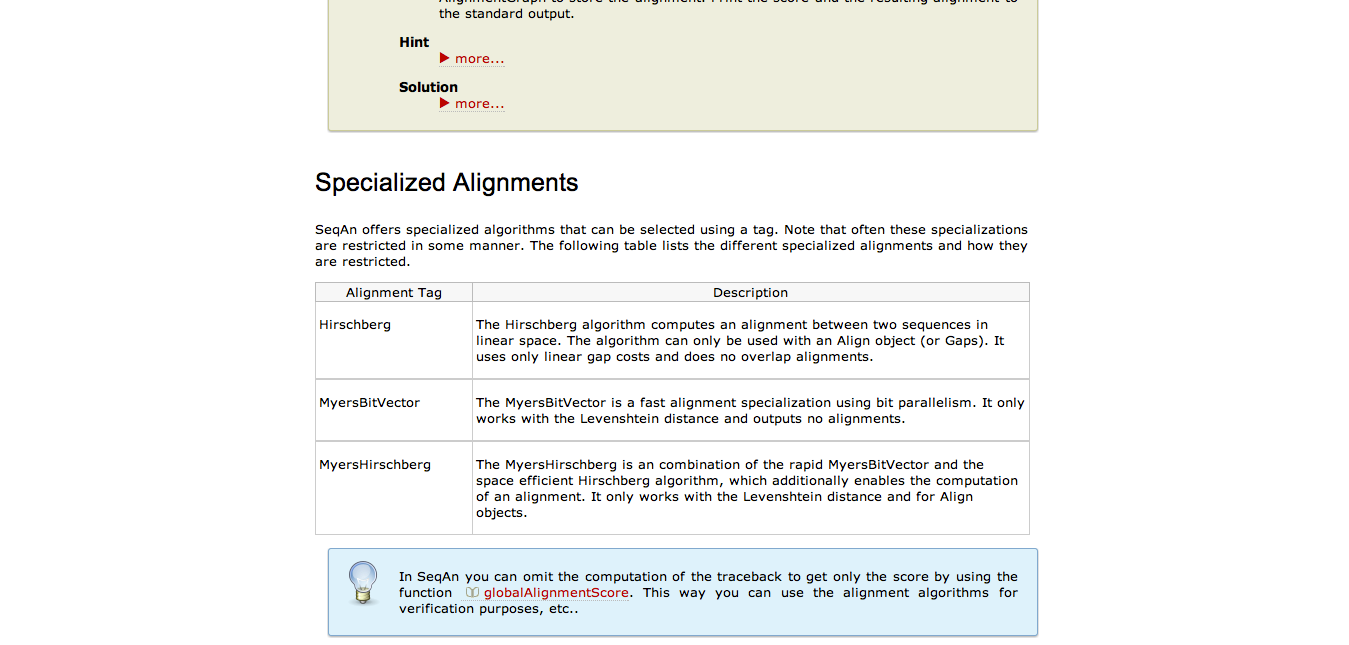 the standard output.
Hint
more...
Solution
more...
Specialized Alignments
SeqAn offers specialized algorithms that can be selected using a tag. Note that often these specializations
are restricted in some manner. The following table lists the different specialized alignments and how they
are restricted.
Alignment Tag Description
Hirschberg
The Hirschberg algorithm computes an alignment between two sequences in
linear space. The algorithm can only be used with an Align object (or Gaps). It
uses only linear gap costs and does no overlap alignments.
MyersBitVector
The MyersBitVector is a fast alignment specialization using bit parallelism. It only
works with the Levenshtein distance and outputs no alignments.
MyersHirschberg
The MyersHirschberg is an combination of the rapid MyersBitVector and the
space efficient Hirschberg algorithm, which additionally enables the computation
of an alignment. It only works with the Levenshtein distance and for Align
objects.
In SeqAn you can omit the computation of the traceback to get only the score by using the
function globalAlignmentScore. This way you can use the alignment algorithms for
verification purposes, etc..